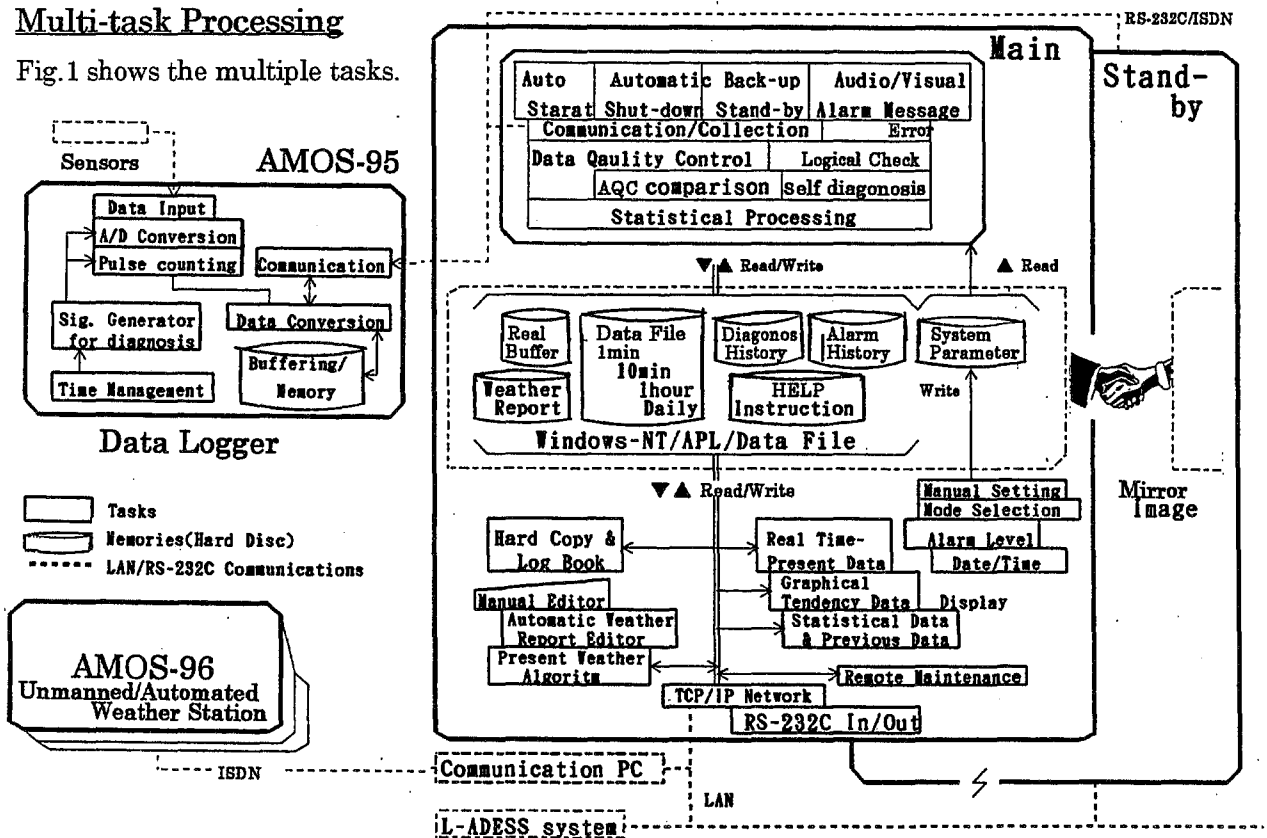 Multi-task Processing
Fig.1 shows the multiple tasks.
RS-232C/ISDN
Main
Stand-
by
Auto
Starat
Automatic
Shut-down
Back-up
Stand-by
Audio/Visual
Alarm Message
Communication/Collection
Error
Data Qaulity Control
Logical Check
AQC comparison
Self diagonosis
Statistical Processing
Sensors
AMOS-95
Data Input
A/D Conversion
Pulse counting
Communication
Sig. Generator
for diagnosis
Data Conversion
Buffering/
Memory
Time Management
Data Logger
▼ ▲ Read/Write
▲ Read
Real
Buffer
Data File
1min
10min
1hour
Daily
Diagonos
History
Alarm
History
System
Parameter
Weather
Report
HELP
Instruction
Write
Windows-NT/APL/Data File
Mirror
Image
▼ ▲ Read/Write
Manual Setting
Mode Selection
Alarm Level
Date/Time
Tasks
Memories(Hard Disc)
LAN/RS-232C Communications
Hard Copy &
Log Book
Real Time-
Present Data
Graphical
Tendency Data
Display
Manual Editor
Automatic Weather
Report Editor
Statistical Data
& Previous Data
Present Weather
Algoritm
Remote Maintenance
TCP/IP Network
RS-232C In/Out
AMOS-96
Unmanned/Automated
Weather Station
ISDN
Communication PC
LAN
L-ADESS system